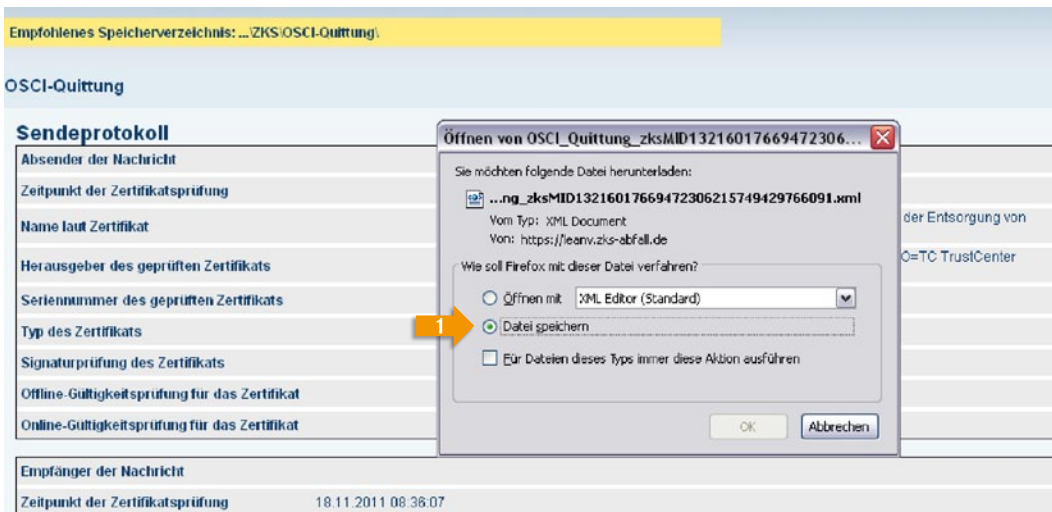 Empfohlenes Speicherverzeichnis: ...\ZKS\OSCI-Quittung\
OSCI-Quittung
Sendeprotokoll
Absender der Nachricht
Zeitpunkt der Zertifikatsprüfung
Name laut Zertifikat
der Entsorgung von
Herausgeber des geprüften Zertifikats
O=TC TrustCenter
Seriennummer des geprüften Zertifikats
Typ des Zertifikats
Signaturprüfung des Zertifikats
Offline-Gültigkeitsprüfung für das Zertifikat
Online-Gültigkeitsprüfung für das Zertifikat
Empfänger der Nachricht
Zeitpunkt der Zertifikatsprüfung 18.11.2011 08:36:07
Öffnen von OSCI_Quittung_zksMID13216017669472306...
Sie möchten folgende Datei herunterladen:
...ng_zksMID132160176694723062157494297660​91.xml
Vom Typ: XML Document
Von: https://leanv.zks-abfall.de
Wie soll Firefox mit dieser Datei verfahren?
Öffnen mit XML Editor (Standard)
1 Datei speichern
Für Dateien dieses Typs immer diese Aktion ausführen
OK Abbrechen